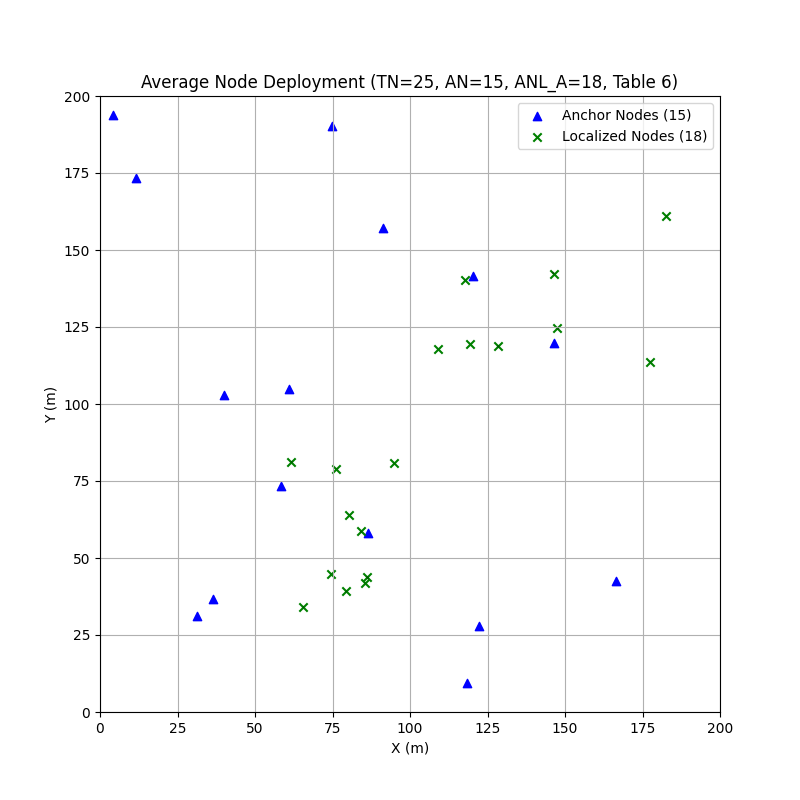 Average Node Deployment (TN=25, AN=15, ANL_A=18, Table 6)
Anchor Nodes (15)
Localized Nodes (18)
200
175
150
125
100
75
50
25
0
Y (m)
0 25 50 75 100 125 150 175 200
X (m)